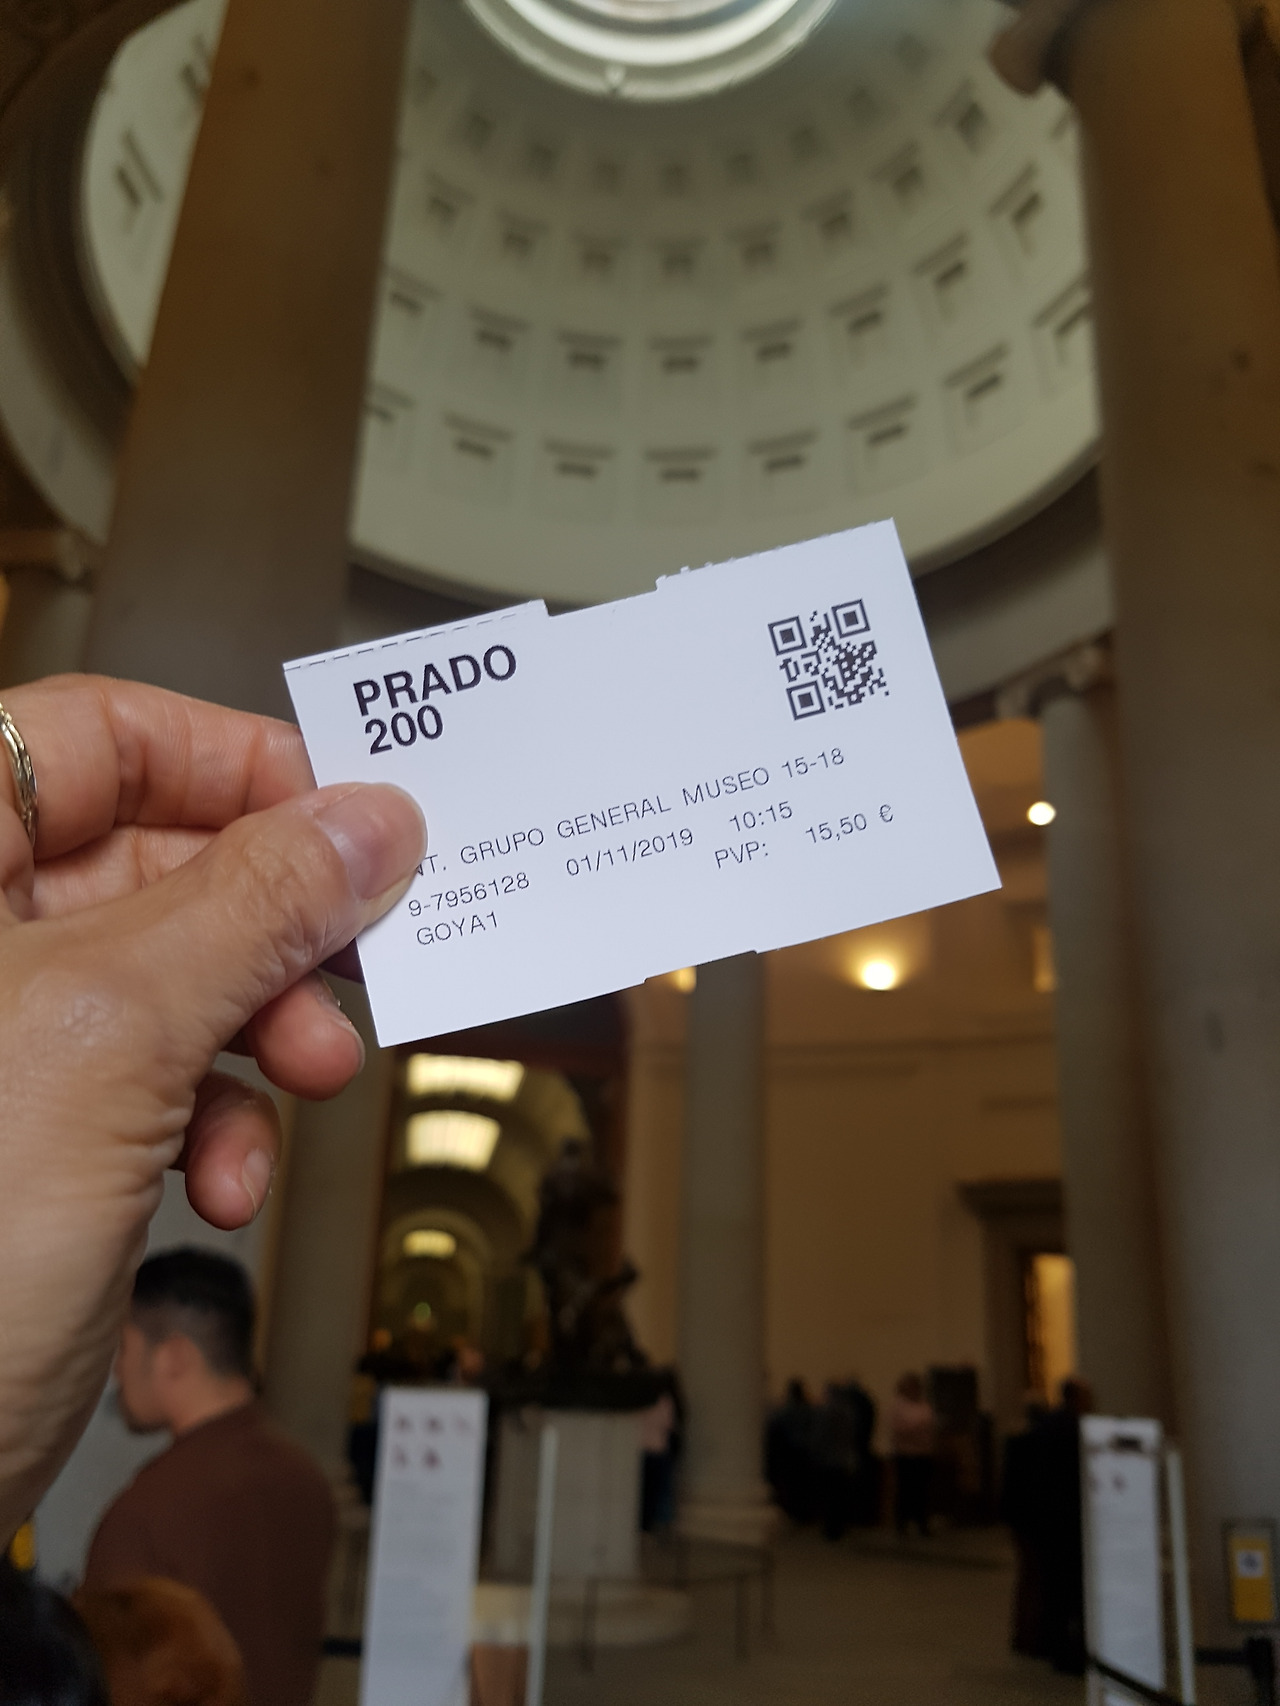 PRADO
200
NT. GRUPO GENERAL MUSEO 15-18
9-7956128 01/11/2019 10:15
GOYA1 PVP: 15,50 €